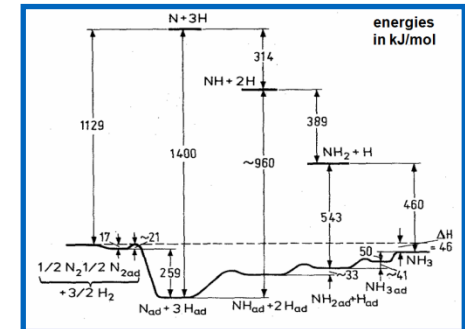 energies
in kJ/mol
N+3H
314
NH+2H
1129
1400
389
~960
NH₂+H
460
543
ΔH
= 46
17
~21
50
NH₃
1/2 N₂ 1/2 N₂ad
259
~33
~41
+3/2 H₂
NH₃ad
Nad + 3 Had
NHad+2Had
NH₂ad+Had